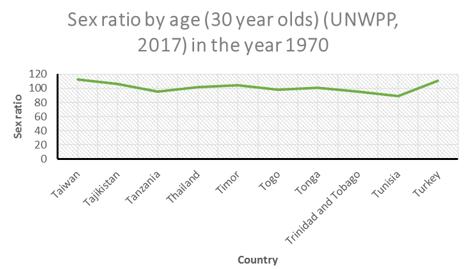 Sex ratio by age (30 year olds) (UNWPP,
2017) in the year 1970
120
100
80
60
40
20
0
Sex ratio
Taiwan
Tajikistan
Tanzania
Thailand
Timor
Togo
Tonga
Trinidad and Tobago
Tunisia
Turkey
Country